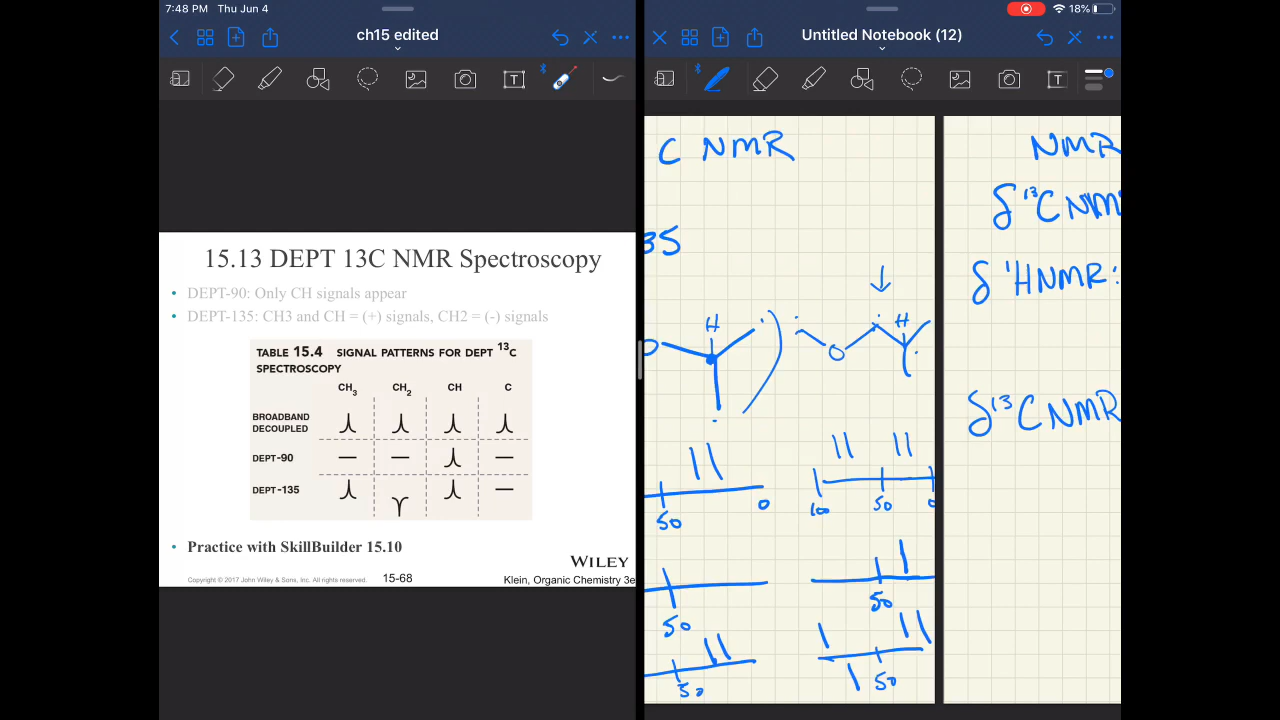 7:48 PM Thu Jun 4
18%
ch15 edited
Untitled Notebook (12)
T
T
15.13 DEPT 13C NMR Spectroscopy
• DEPT-90: Only CH signals appear
• DEPT-135: CH3 and CH = (+) signals, CH2 = (-) signals
TABLE 15.4 SIGNAL PATTERNS FOR DEPT 13C
SPECTROSCOPY
CH3 CH2 CH C
BROADBAND
DECOUPLED
DEPT-90
DEPT-135
• Practice with SkillBuilder 15.10
WILEY
Copyright © 2017 John Wiley & Sons, Inc. All rights reserved. 15-68 Klein, Organic Chemistry 3e
C NMR
35
H
O
H
O
50 0
100 50 0
50
50
50
50
NMR
δ 13C NM
δ 1H NMR:
δ 13C NMR